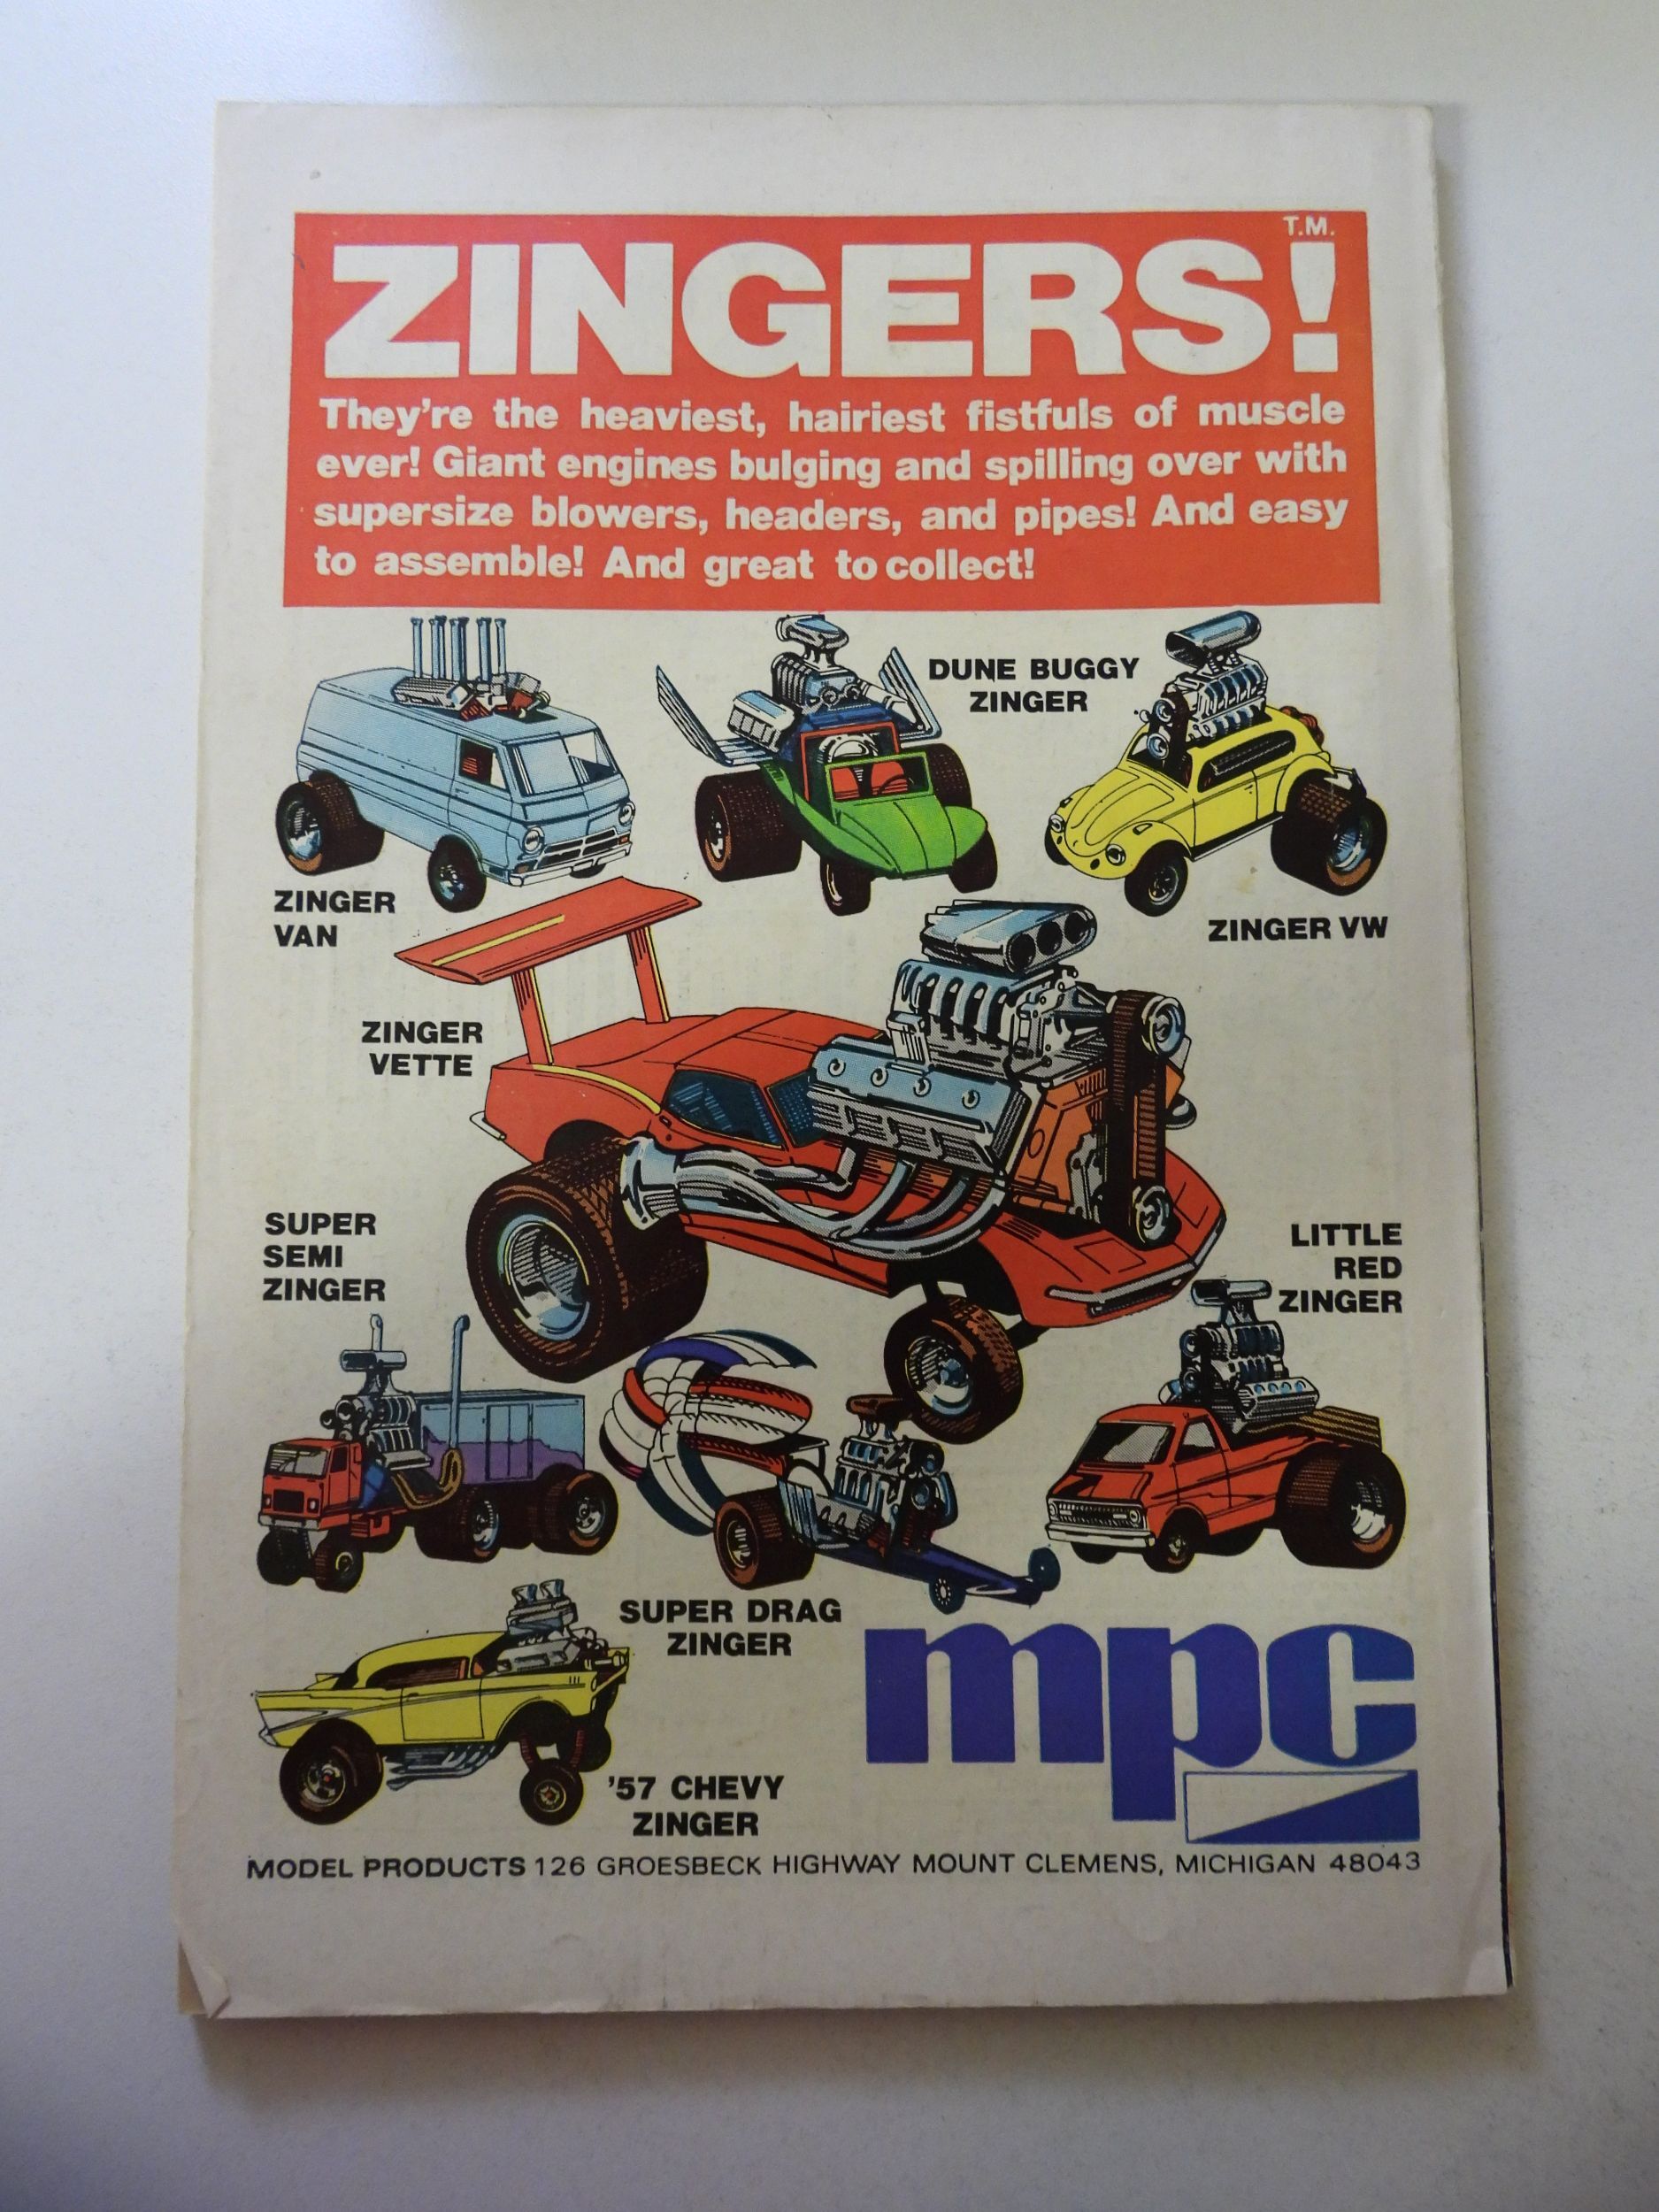 T.M.
ZINGERS!
They're the heaviest, hairiest fistfuls of muscle
ever! Giant engines bulging and spilling over with
supersize blowers, headers, and pipes! And easy
to assemble! And great to collect!
DUNE BUGGY
ZINGER
ZINGER
VAN
ZINGER VW
ZINGER
VETTE
SUPER
SEMI
ZINGER
LITTLE
RED
ZINGER
SUPER DRAG
ZINGER
mpc
'57 CHEVY
ZINGER
MODEL PRODUCTS 126 GROESBECK HIGHWAY MOUNT CLEMENS, MICHIGAN 48043